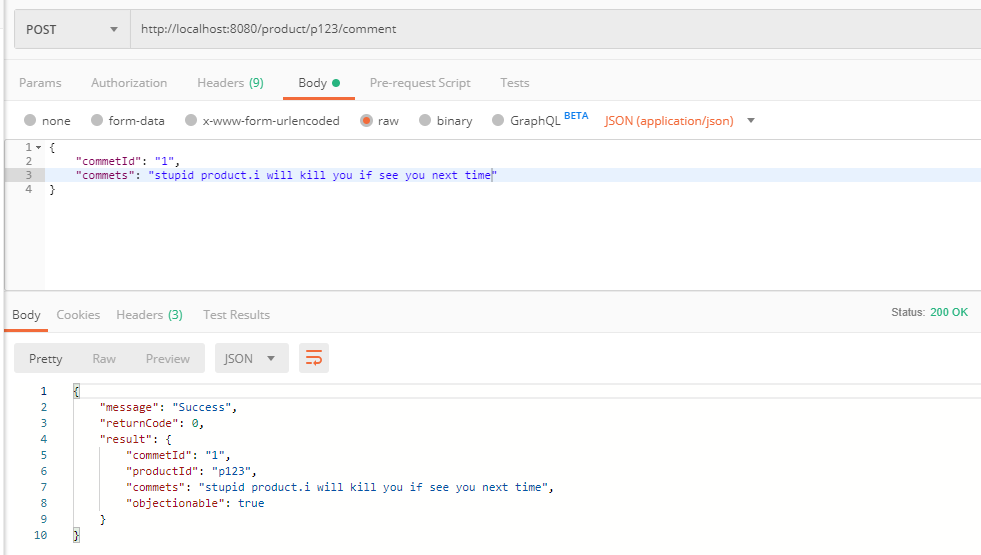 POST http://localhost:8080/product/p123/comment
Params Authorization Headers (9) Body Pre-request Script Tests
none form-data x-www-form-urlencoded raw binary GraphQL BETA JSON (application/json)
1 {
2 "commetId": "1",
3 "commets": "stupid product.i will kill you if see you next time"
4 }
Body Cookies Headers (3) Test Results Status: 200 OK
Pretty Raw Preview JSON
1 {
2 "message": "Success",
3 "returnCode": 0,
4 "result": {
5 "commetId": "1",
6 "productId": "p123",
7 "commets": "stupid product.i will kill you if see you next time",
8 "objectionable": true
9 }
10 }